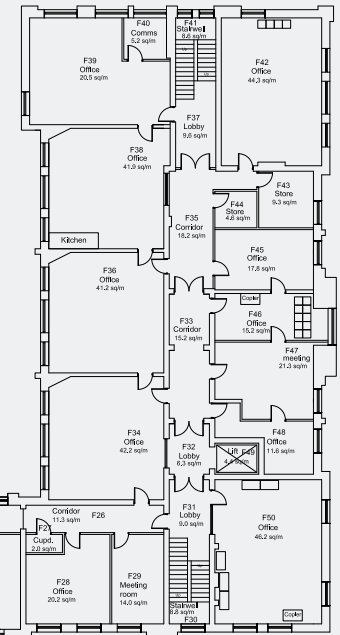 F40
Comms
5.2 sq/m
F41
Stairwell
8.6 sq/m
Up
Up
F39
Office
20.5 sq/m
F42
Office
44.3 sq/m
F37
Lobby
9.6 sq/m
F38
Office
41.9 sq/m
F43
Store
9.3 sq/m
F44
Store
4.6 sq/m
F35
Corridor
18.2 sq/m
Kitchen
F45
Office
17.8 sq/m
F36
Office
41.2 sq/m
Copier
F46
Office
15.2 sq/m
F33
Corridor
15.2 sq/m
F47
meeting
21.3 sq/m
F34
Office
42.2 sq/m
F48
Office
11.6 sq/m
F32
Lobby
6.3 sq/m
Lift F49
4.4 sq/m
F31
Lobby
9.0 sq/m
Corridor F26
11.3 sq/m
F27
Cupd.
2.0 sq/m
F50
Office
46.2 sq/m
F28
Office
20.2 sq/m
F29
Meeting
room
14.0 sq/m
Stairwell
8.8 sq/m
F30
Copier